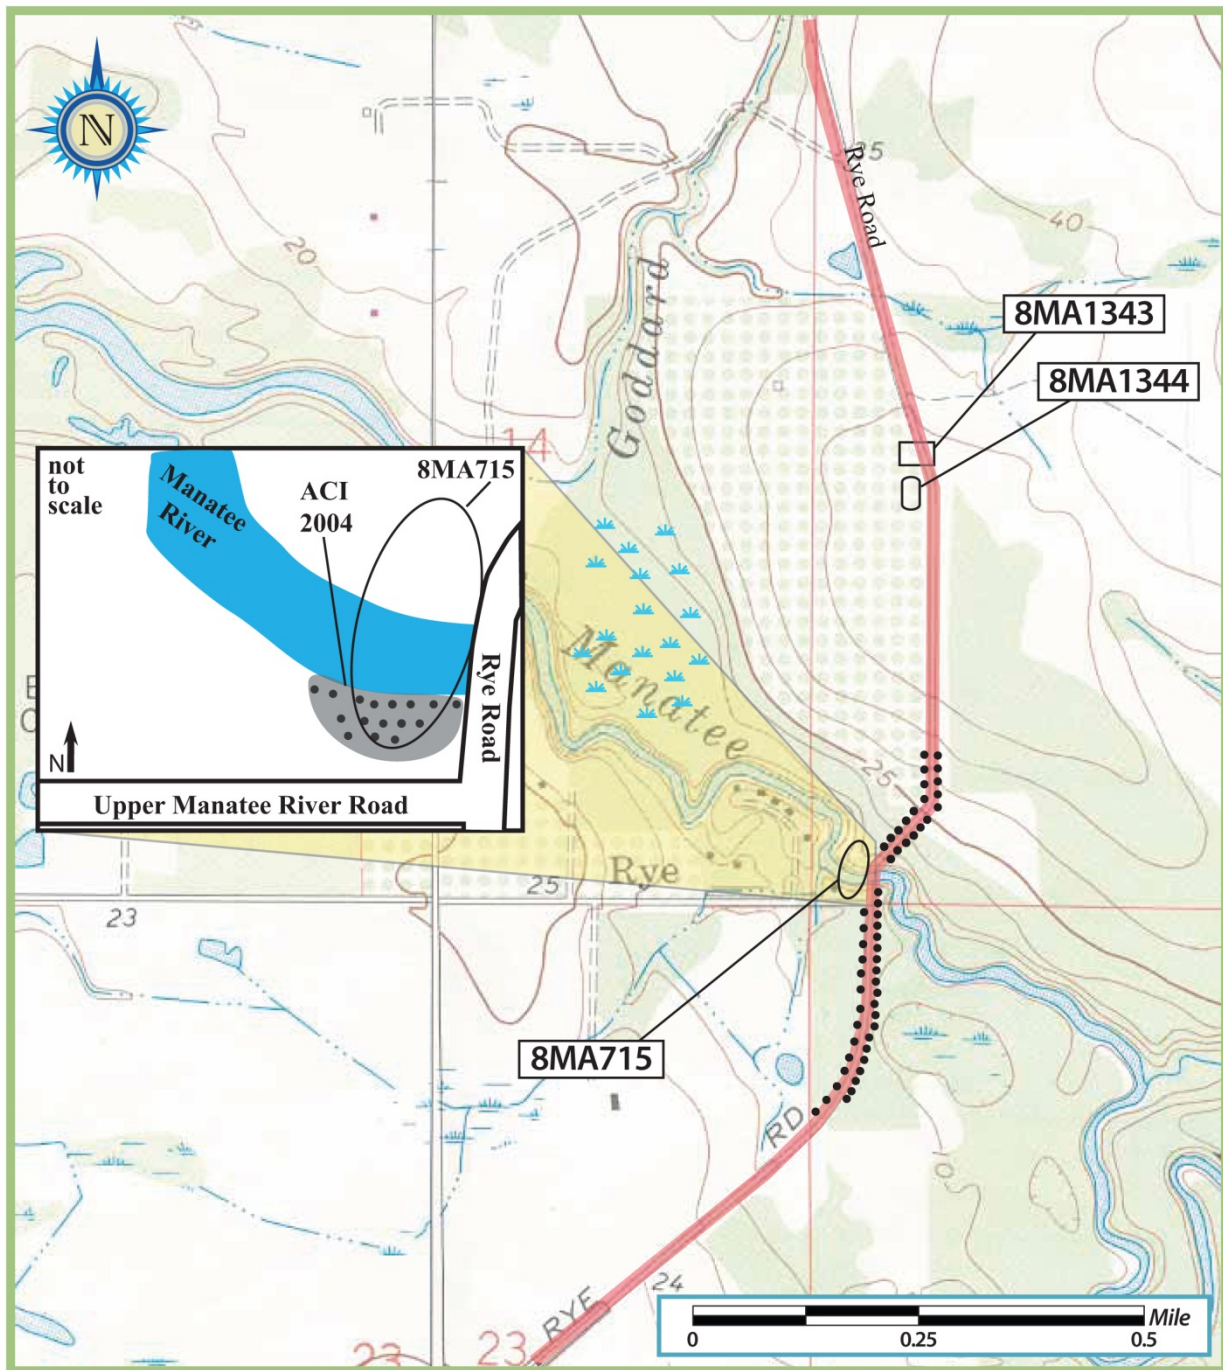 N
Rye Road
25
40
20
8MA1343
8MA1344
Goddard
14
not
to
scale
Manatee
River
ACI
2004
8MA715
Rye Road
N
Upper Manatee River Road
Manatee
25
Rye
25
23
8MA715
RD
10
24
RYE
23
23
Mile
0
0.25
0.5